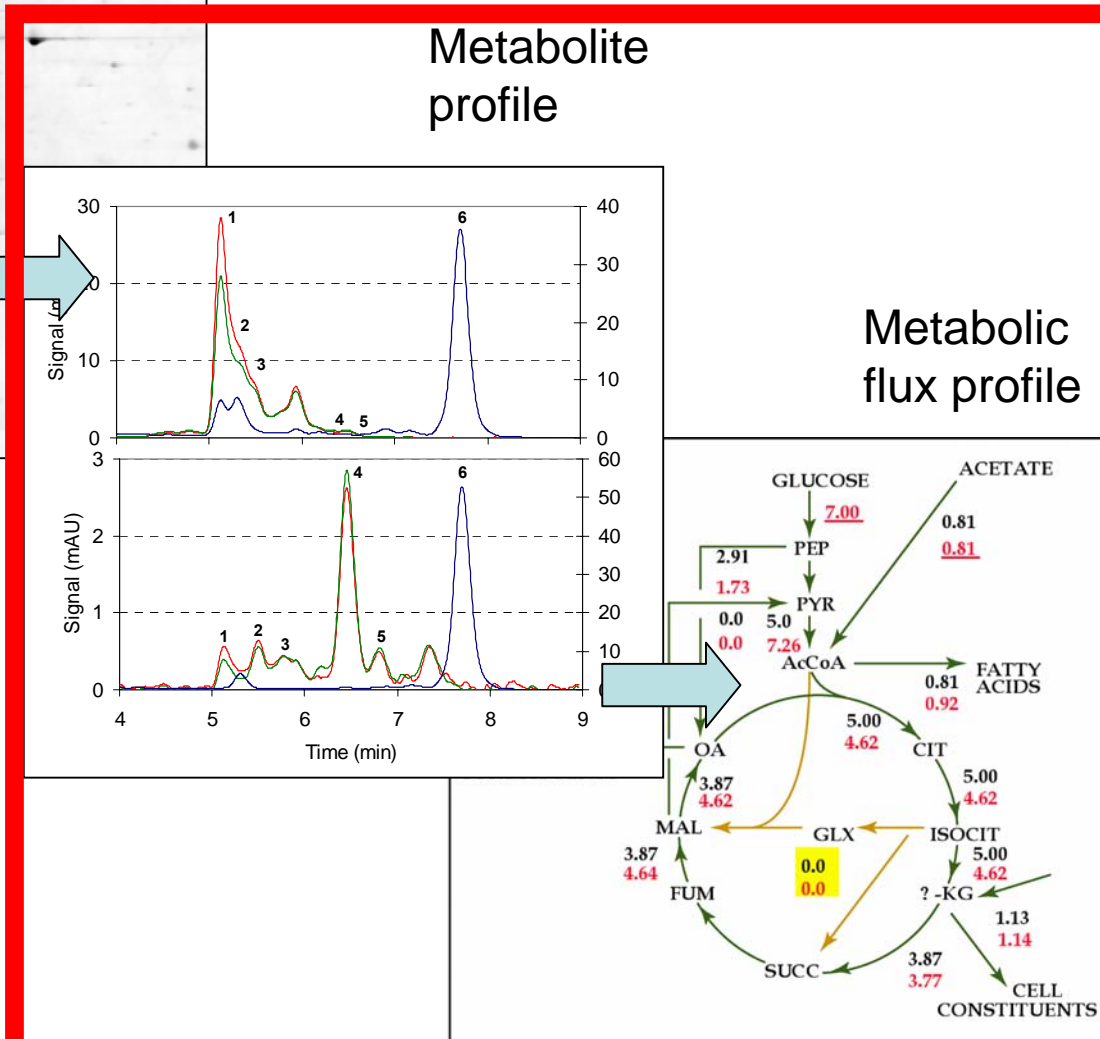 Metabolite
profile
30
20
10
0
40
30
20
10
0
1
2
3
4
5
6
3
2
1
0
Signal (mAU)
60
50
40
30
20
10
1
2
3
4
5
6
4 5 6 7 8 9
Time (min)
Metabolic
flux profile
GLUCOSE
ACETATE
7.00
0.81
0.81
PEP
2.91
1.73
PYR
0.0
0.0
5.0
7.26
AcCoA
FATTY
ACIDS
0.81
0.92
5.00
4.62
OA
CIT
3.87
4.62
5.00
4.62
MAL
GLX
ISOCIT
3.87
4.64
0.0
0.0
5.00
4.62
FUM
? -KG
1.13
1.14
SUCC
3.87
3.77
CELL
CONSTITUENTS